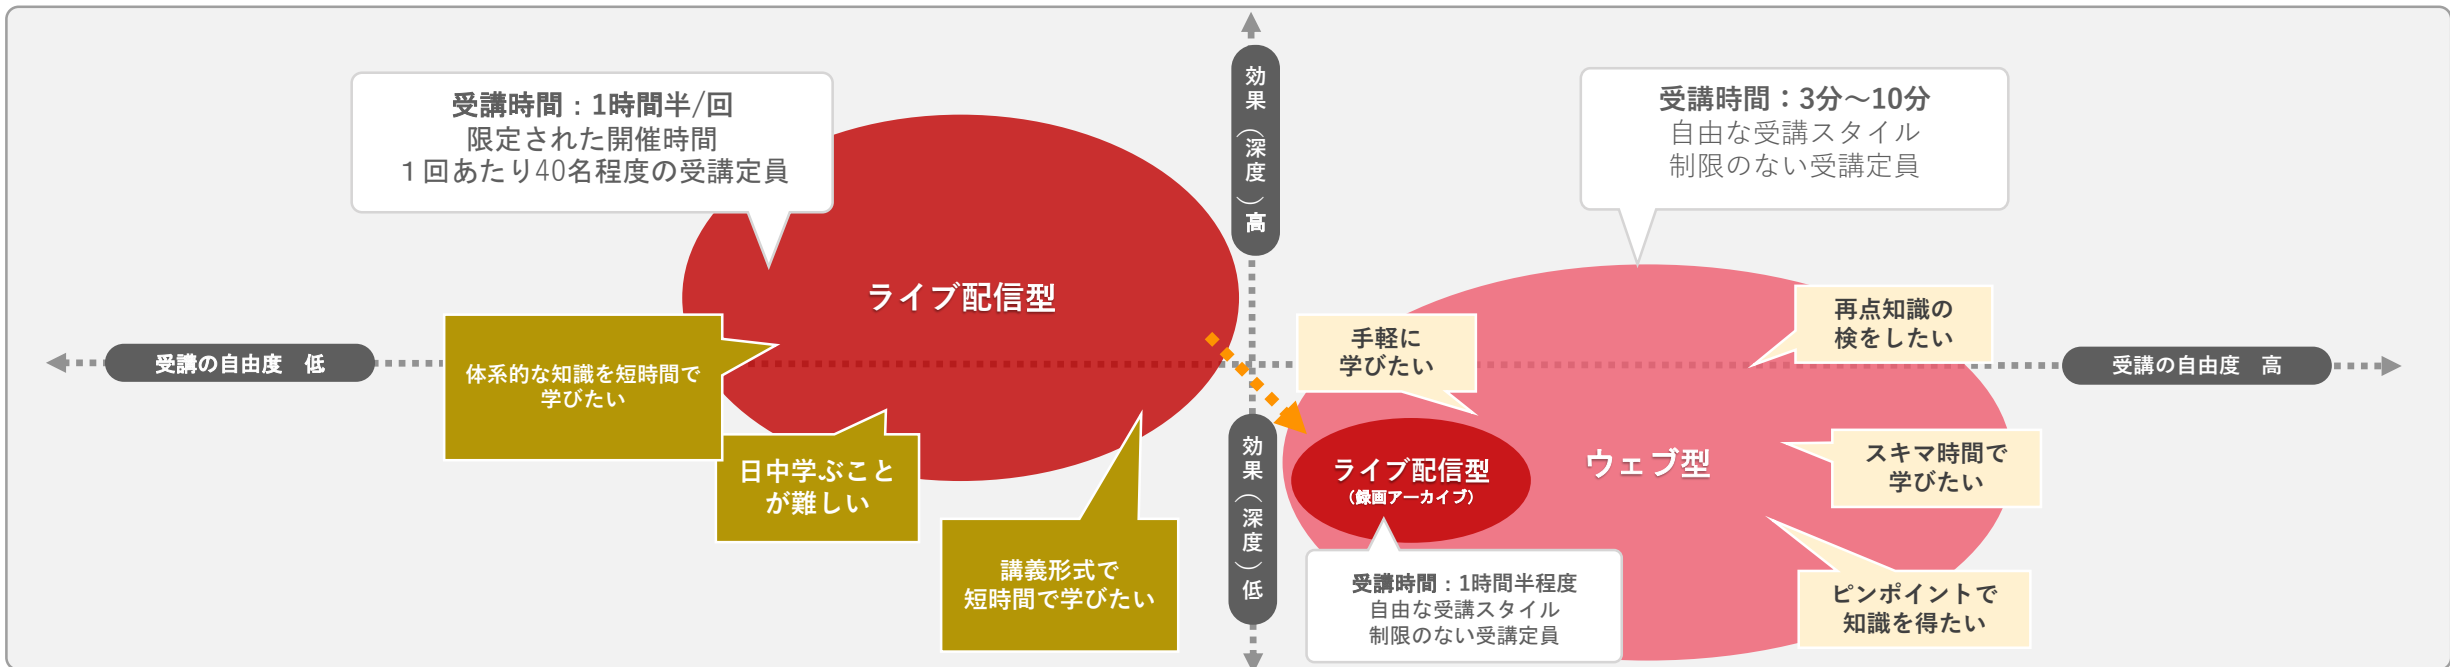 受講時間：1時間半/回
限定された開催時間
１回あたり40名程度の受講定員
効果（深度）高
受講時間：3分～10分
自由な受講スタイル
制限のない受講定員
ライブ配信型
受講の自由度　低
体系的な知識を短時間で
学びたい
日中学ぶこと
が難しい
講義形式で
短時間で学びたい
手軽に
学びたい
再点知識の
検をしたい
受講の自由度　高
効果（深度）低
ライブ配信型
（録画アーカイブ）
ウェブ型
スキマ時間で
学びたい
受講時間：1時間半程度
自由な受講スタイル
制限のない受講定員
ピンポイントで
知識を得たい